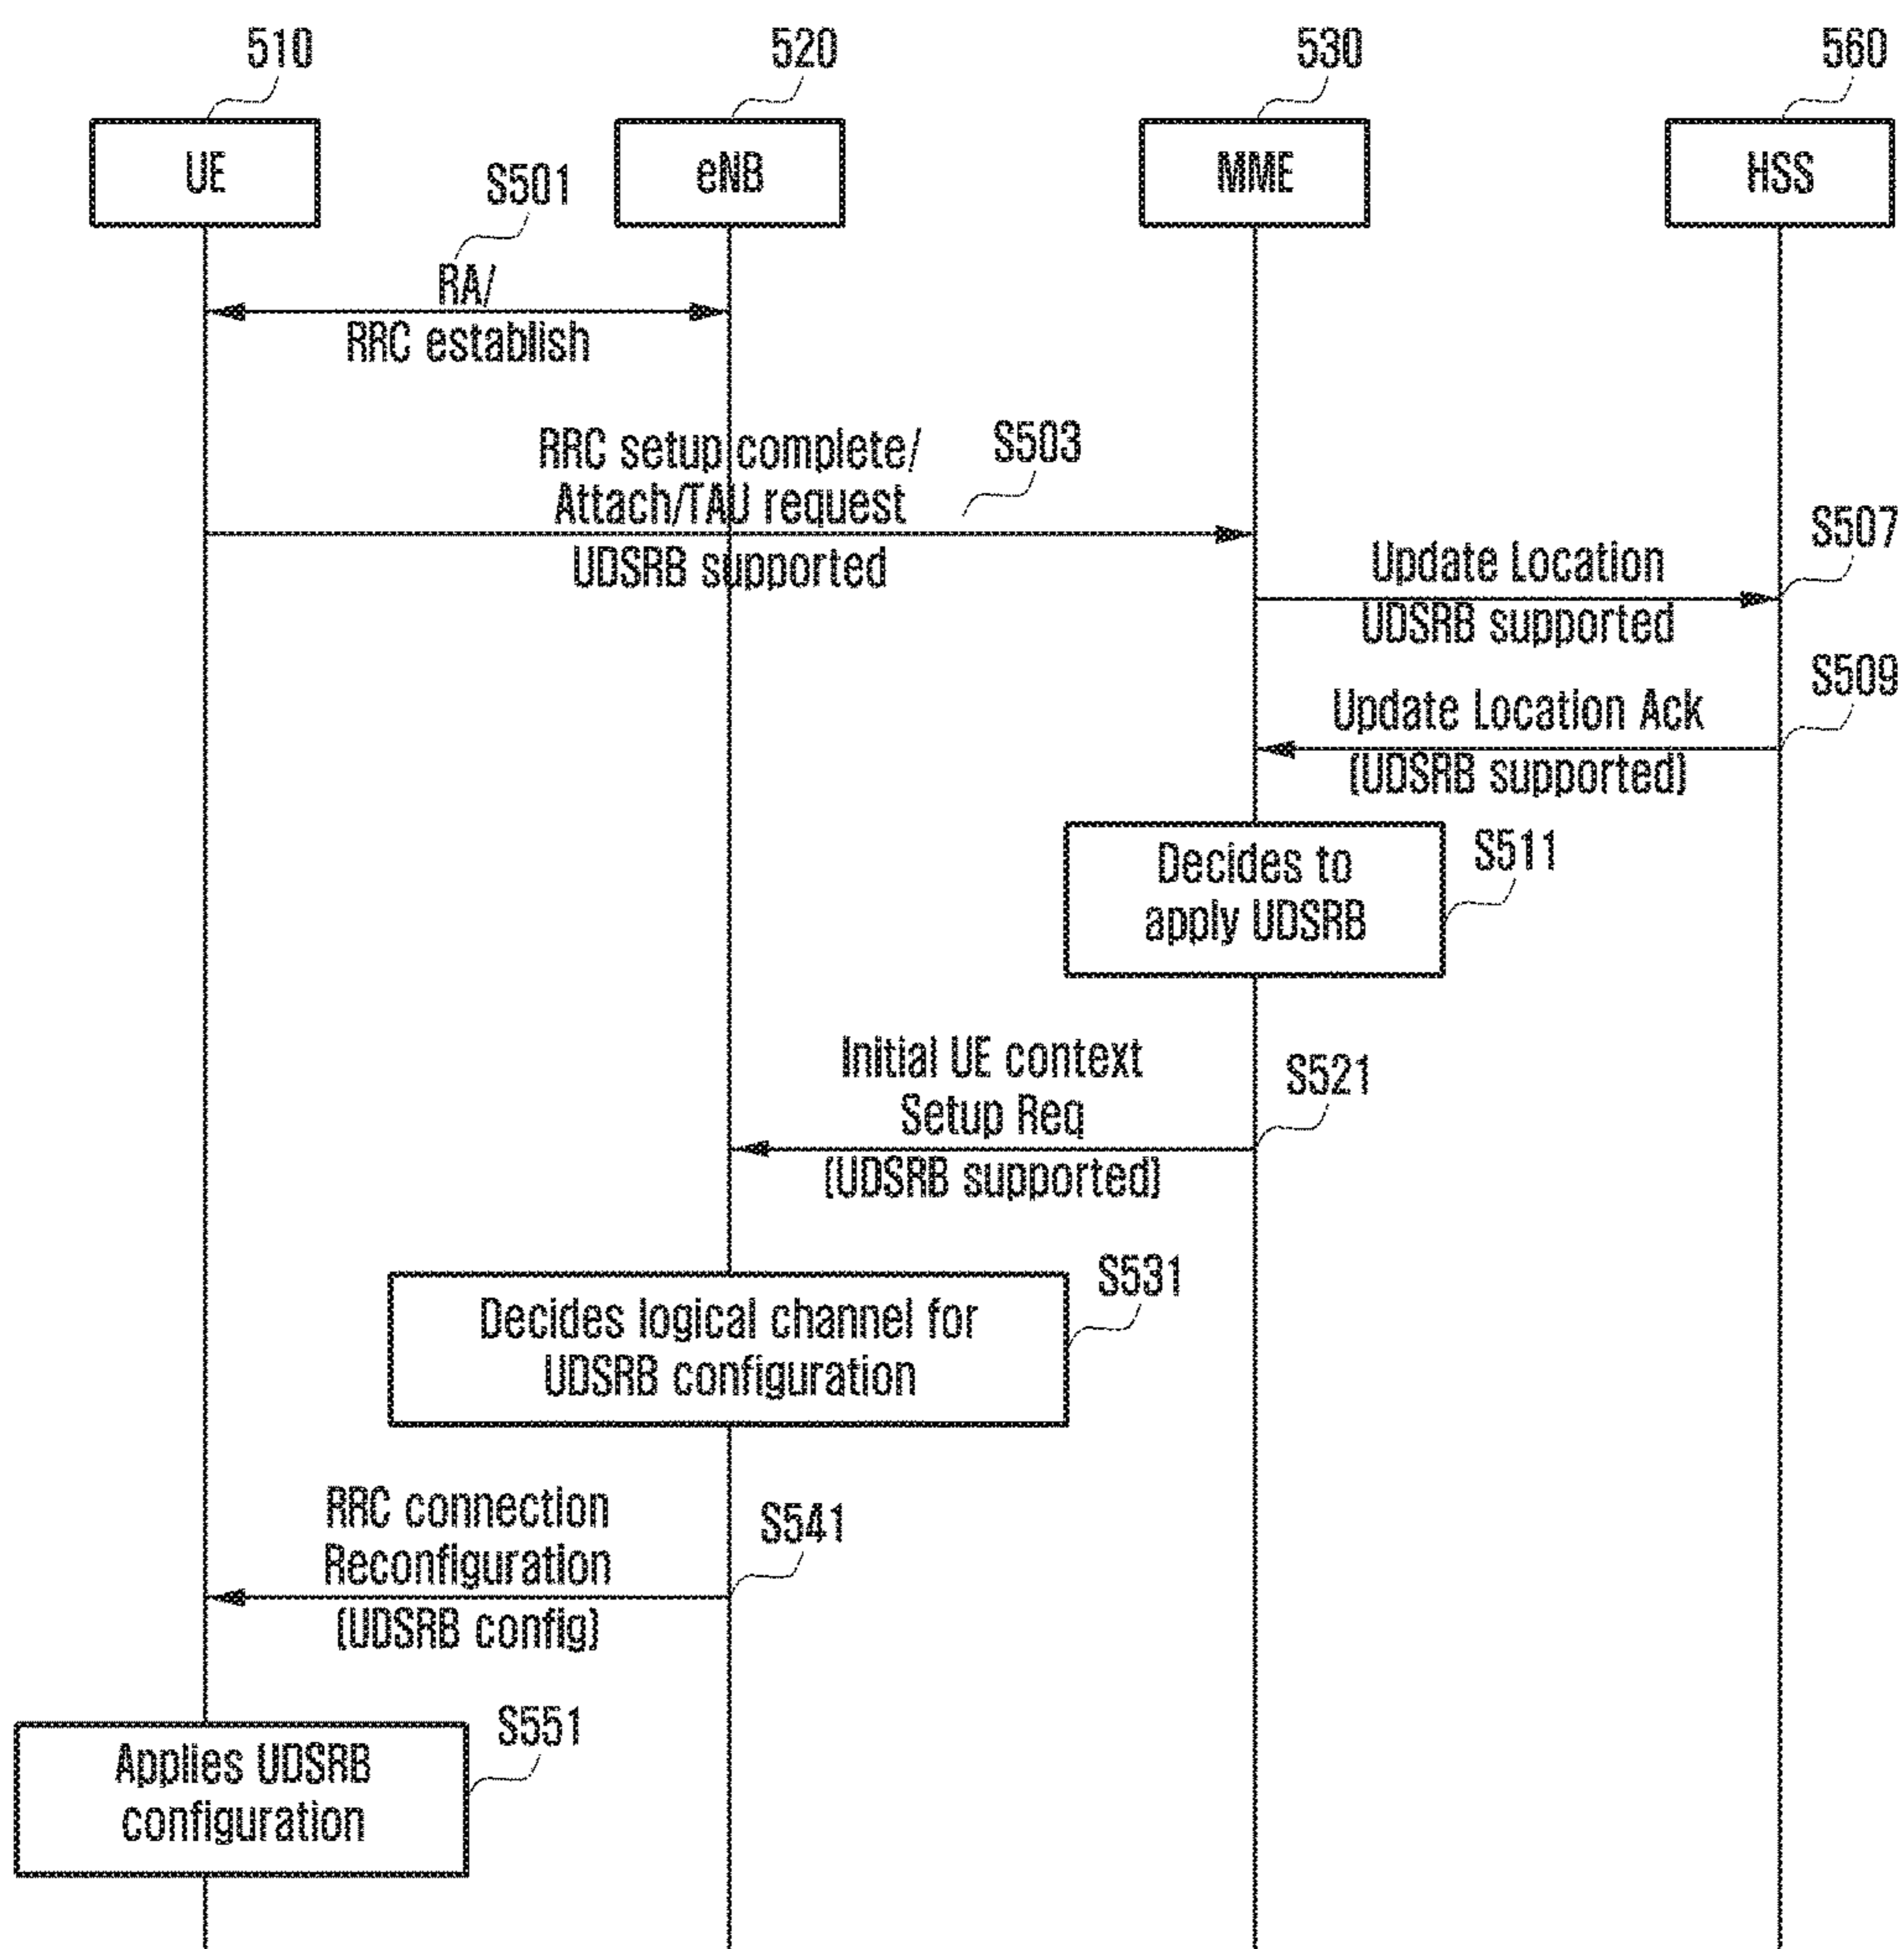 510
520
530
560
UE
eNB
MME
HSS
S501
RA/
RRC establish
RRC setup complete/
Attach/TAU request
UDSRB supported
S503
S507
Update Location
UDSRB supported
S509
Update Location Ack
(UDSRB supported)
Decides to
apply UDSRB
S511
Initial UE context
Setup Req
(UDSRB supported)
S521
Decides logical channel for
UDSRB configuration
S531
RRC connection
Reconfiguration
(UDSRB config)
S541
Applies UDSRB
configuration
S551